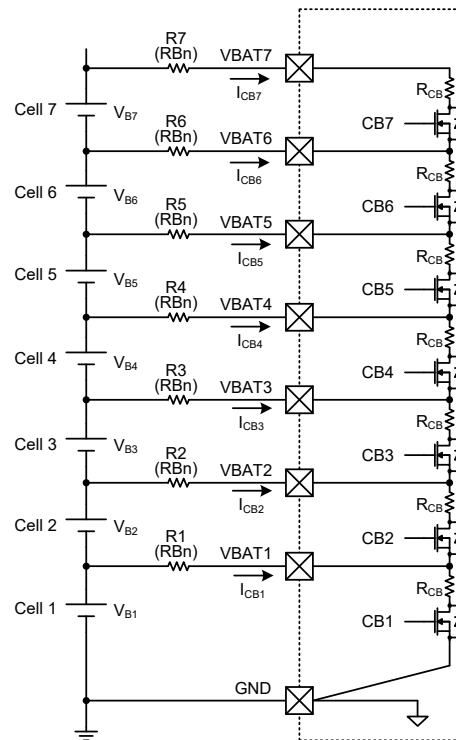 R7
(RBn)
VBAT7
I_CB7
R_CB
Cell 7
V_B7
CB7
R6
(RBn)
VBAT6
I_CB6
R_CB
Cell 6
V_B6
CB6
R5
(RBn)
VBAT5
I_CB5
R_CB
Cell 5
V_B5
CB5
R4
(RBn)
VBAT4
I_CB4
R_CB
Cell 4
V_B4
CB4
R3
(RBn)
VBAT3
I_CB3
R_CB
Cell 3
V_B3
CB3
R2
(RBn)
VBAT2
I_CB2
R_CB
Cell 2
V_B2
CB2
R1
(RBn)
VBAT1
I_CB1
R_CB
Cell 1
V_B1
CB1
GND